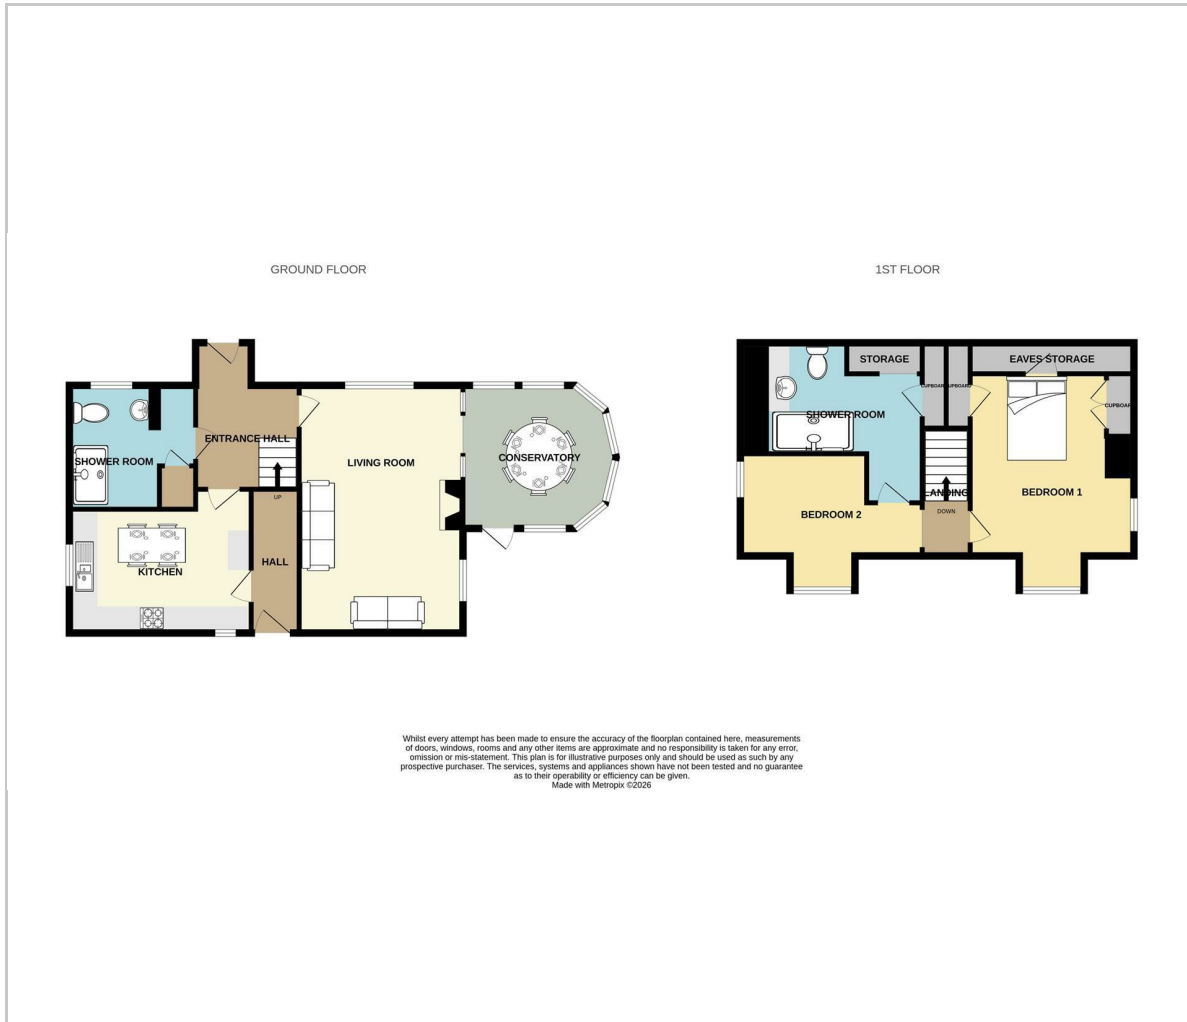 GROUND FLOOR
1ST FLOOR
ENTRANCE HALL
SHOWER ROOM
LIVING ROOM
CONSERVATORY
UP
KITCHEN
HALL
STORAGE
EAVES STORAGE
CUPBOARD
CUPBOARD
CUPBOAR
SHOWER ROOM
LANDING
BEDROOM 1
BEDROOM 2
DOWN
Whilst every attempt has been made to ensure the accuracy of the floorplan contained here, measurements
of doors, windows, rooms and any other items are approximate and no responsibility is taken for any error,
omission or mis-statement. This plan is for illustrative purposes only and should be used as such by any
prospective purchaser. The services, systems and appliances shown have not been tested and no guarantee
as to their operability or efficiency can be given.
Made with Metropix ©2026